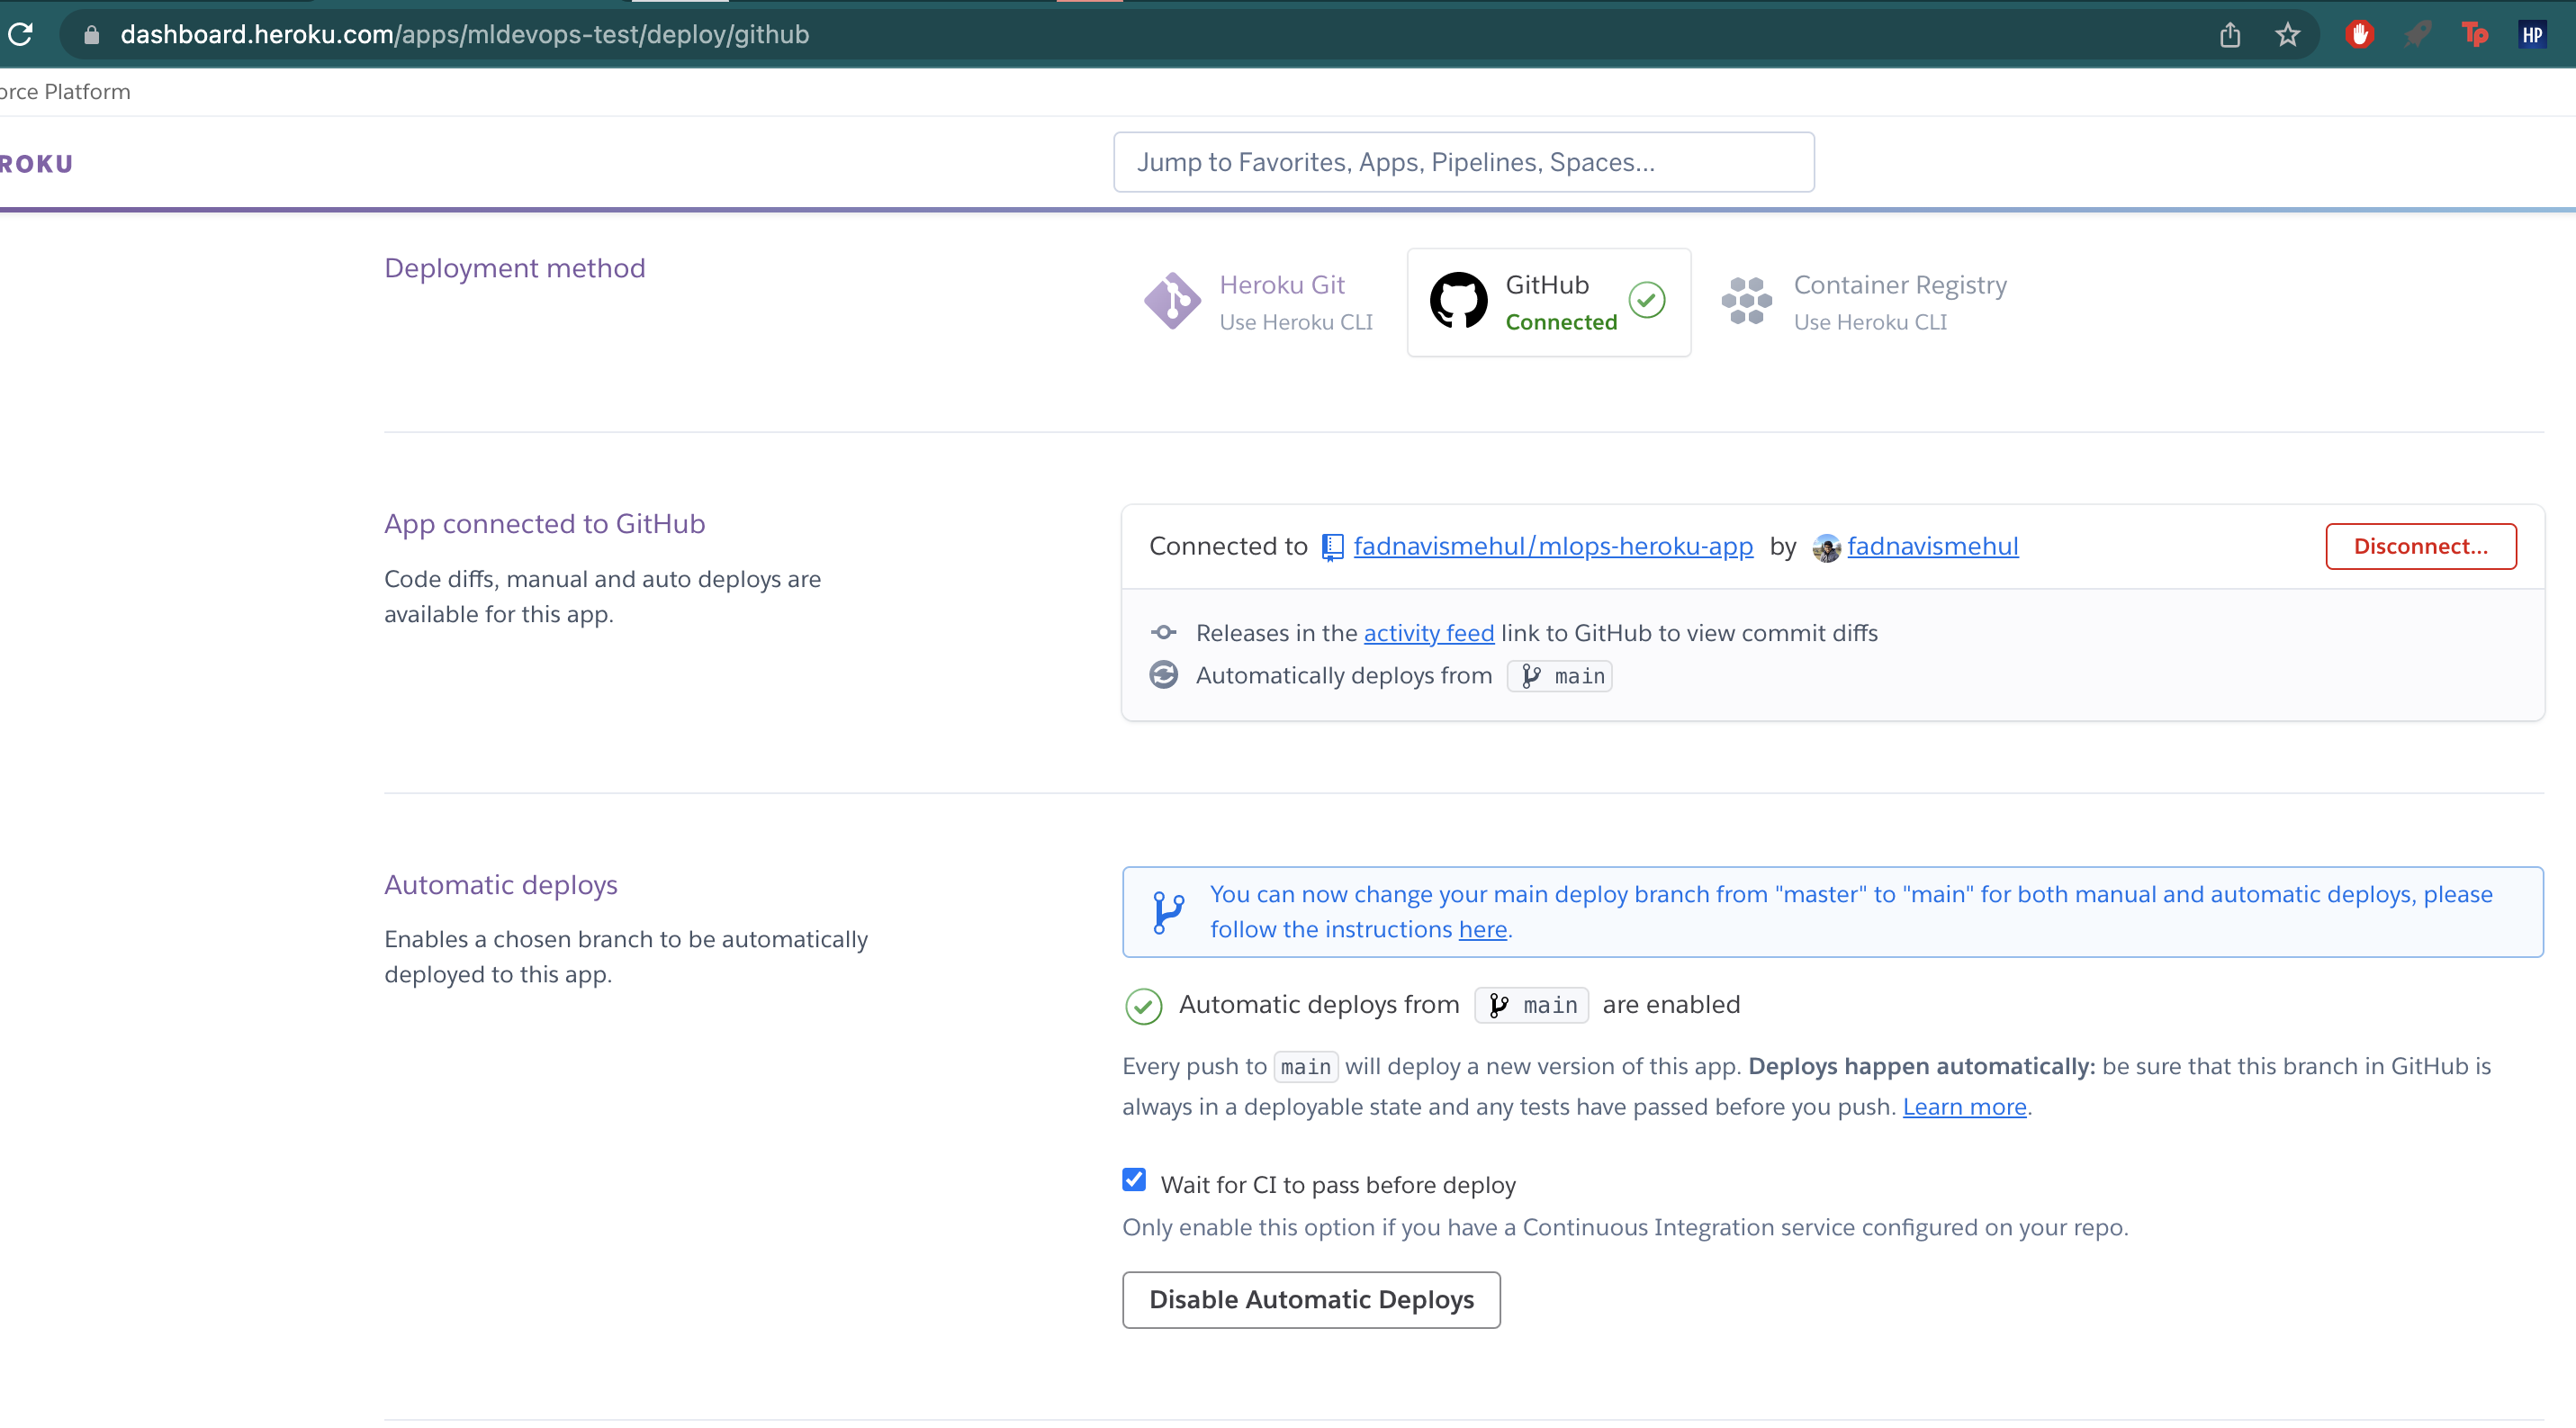 dashboard.heroku.com/apps/mldevops-test/deploy/github
Tp
HP
orce Platform
ROKU
Jump to Favorites, Apps, Pipelines, Spaces...
Deployment method
Heroku Git
Use Heroku CLI
GitHub
Connected
Container Registry
Use Heroku CLI
App connected to GitHub
Code diffs, manual and auto deploys are
available for this app.
Connected to fadnavismehul/mlops-heroku-app by fadnavismehul
Disconnect...
Releases in the activity feed link to GitHub to view commit diffs
Automatically deploys from main
Automatic deploys
Enables a chosen branch to be automatically
deployed to this app.
You can now change your main deploy branch from "master" to "main" for both manual and automatic deploys, please
follow the instructions here.
Automatic deploys from main are enabled
Every push to main will deploy a new version of this app. Deploys happen automatically: be sure that this branch in GitHub is
always in a deployable state and any tests have passed before you push. Learn more.
Wait for CI to pass before deploy
Only enable this option if you have a Continuous Integration service configured on your repo.
Disable Automatic Deploys